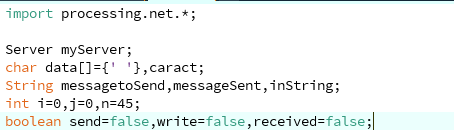 import processing.net.*;
Server myServer;
char data[]={' '},caract;
String messagetoSend,messageSent,inString;
int i=0,j=0,n=45;
boolean send=false,write=false,received=false;